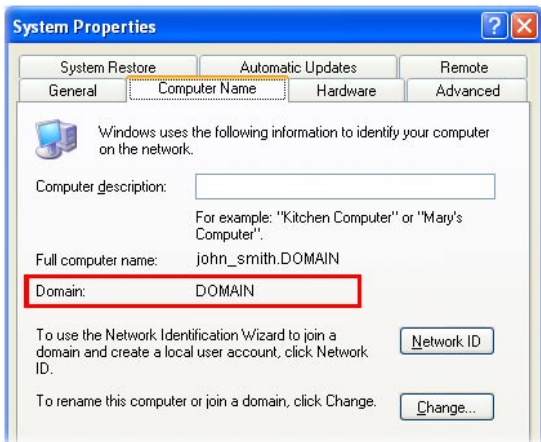 System Properties
System Restore Automatic Updates Remote
General Computer Name Hardware Advanced
Windows uses the following information to identify your computer
on the network.
Computer description:
For example: "Kitchen Computer" or "Mary's
Computer".
Full computer name: john_smith.DOMAIN
Domain: DOMAIN
To use the Network Identification Wizard to join a
domain and create a local user account, click Network
ID.
Network ID
To rename this computer or join a domain, click Change.
Change...